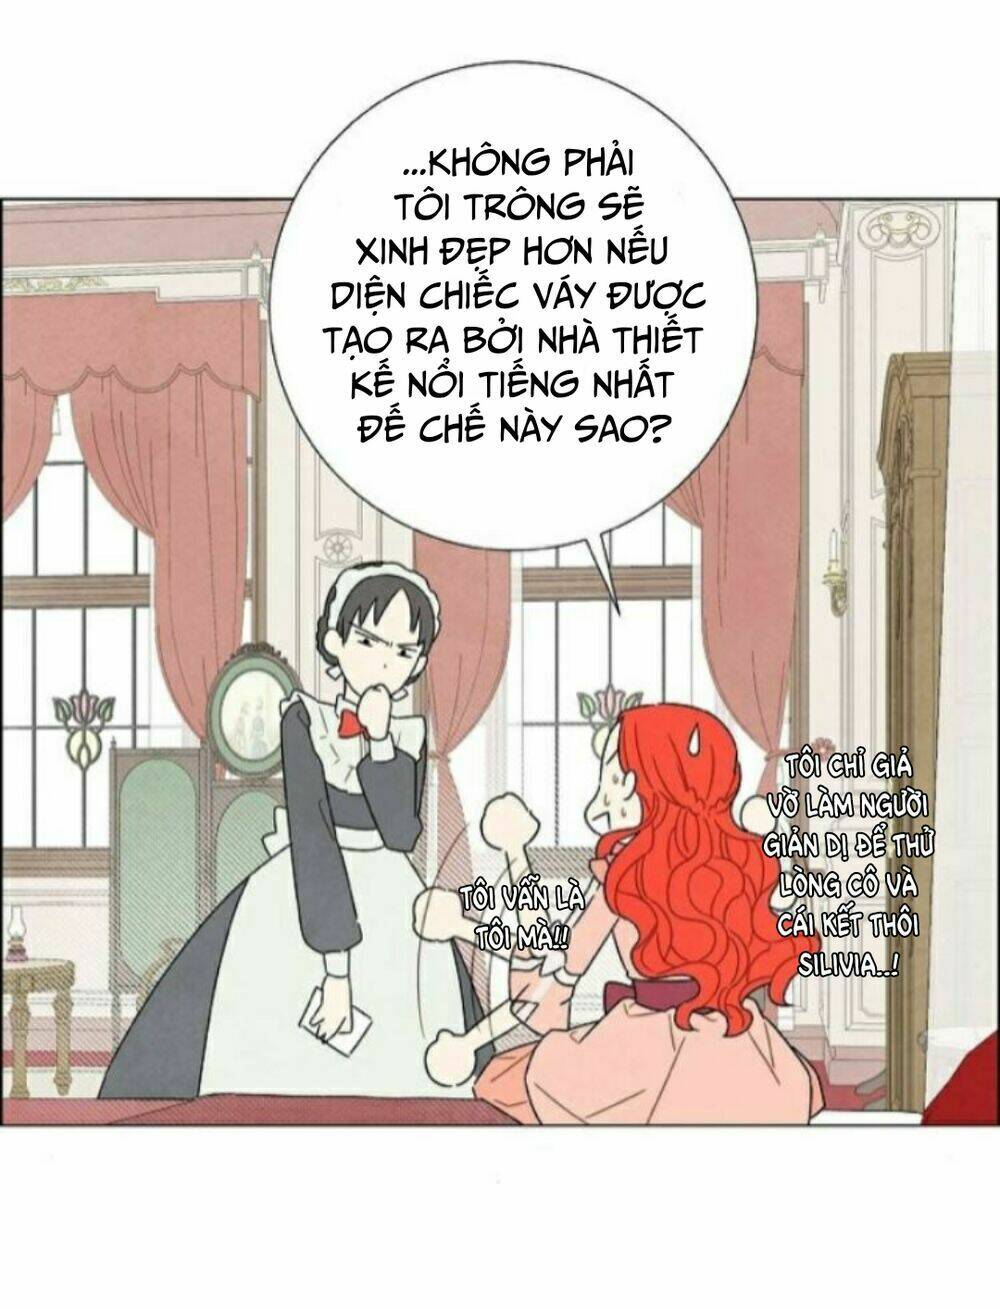 ...KHÔNG PHẢI
TÔI TRÔNG SẼ
XINH ĐẸP HƠN NẾU
DIỆN CHIẾC VÁY ĐƯỢC
TẠO RA BỞI NHÀ THIẾT
KẾ NỔI TIẾNG NHẤT
ĐẾ CHẾ NÀY SAO?
TÔI VẪN LÀ
TÔI MÀ!!
TÔI CHỈ GIẢ
VỜ LÀM NGƯỜI
GIẢN DỊ ĐỂ THỬ
LÒNG CÔ VÀ
CÁI KẾT THÔI
SILIVIA..!